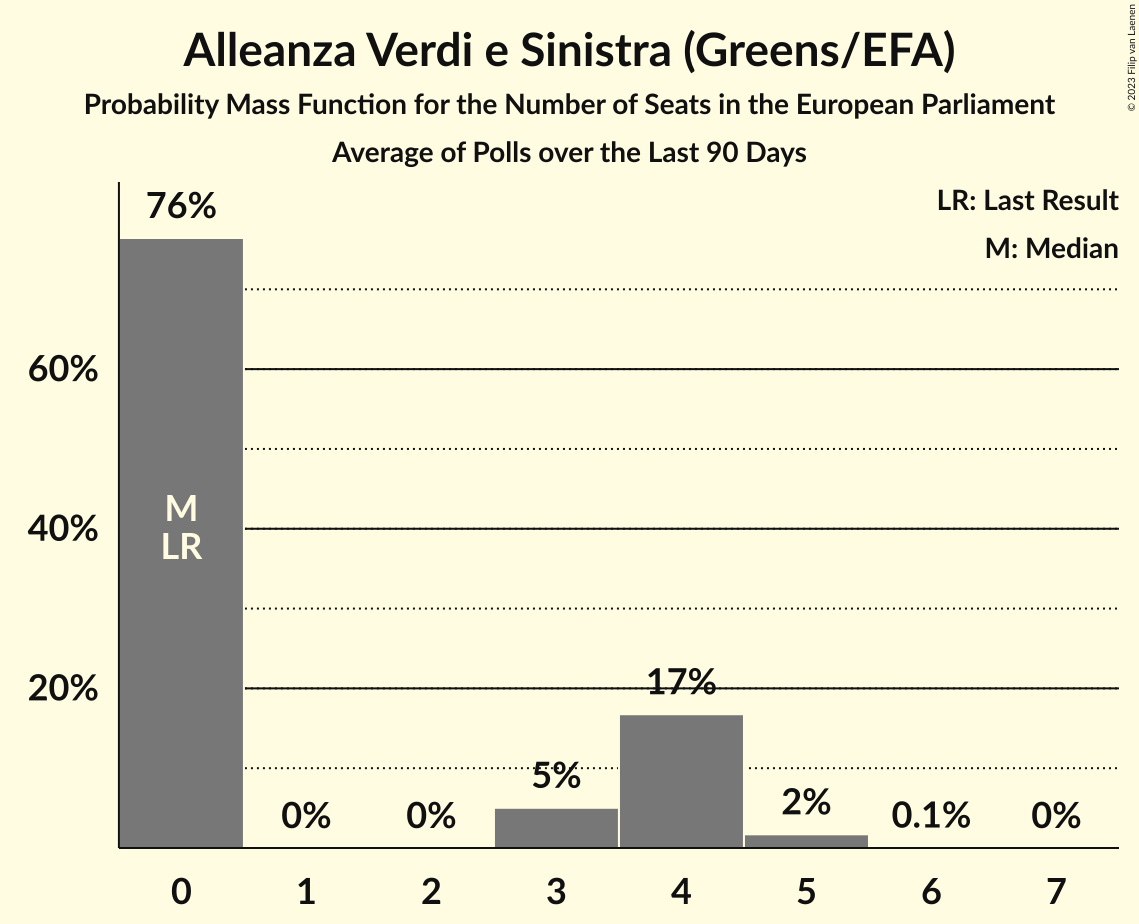 Alleanza Verdi e Sinistra (Greens/EFA)
Probability Mass Function for the Number of Seats in the European Parliament
Average of Polls over the Last 90 Days
© 2023 Filip van Laenen
LR: Last Result
M: Median
76%
60%
40%
20%
M
LR
0%
0%
5%
17%
2%
0.1%
0%
0 1 2 3 4 5 6 7